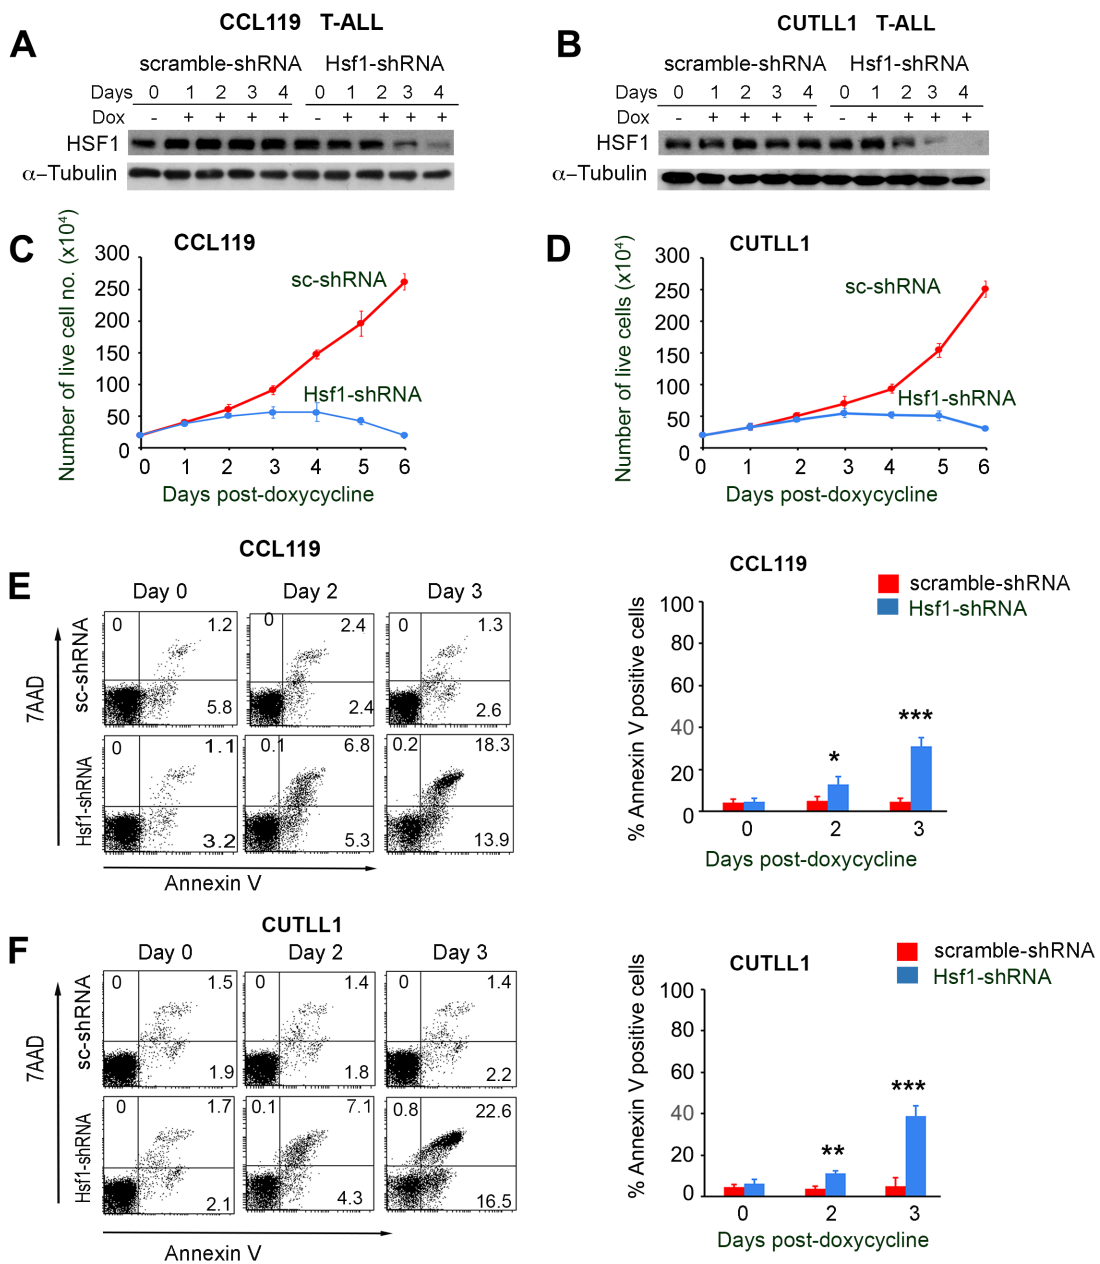 A
CCL119 T-ALL
scramble-shRNA Hsf1-shRNA
Days 0 1 2 3 4 0 1 2 3 4
Dox - + + + + - + + + +
HSF1
α–Tubulin
B
CUTLL1 T-ALL
scramble-shRNA Hsf1-shRNA
Days 0 1 2 3 4 0 1 2 3 4
Dox - + + + + - + + + +
HSF1
α–Tubulin
C
CCL119
Number of live cell no. (x10⁴)
300
250
200
150
100
50
0
sc-shRNA
Hsf1-shRNA
0 1 2 3 4 5 6
Days post-doxycycline
D
CUTLL1
Number of live cells (x10⁴)
300
250
200
150
100
50
0
sc-shRNA
Hsf1-shRNA
0 1 2 3 4 5 6
Days post-doxycycline
E
CCL119
Day 0 Day 2 Day 3
7AAD
sc-shRNA
0 1.2 0 2.4 0 1.3
5.8 2.4 2.6
Hsf1-shRNA
0 1.1 0.1 6.8 0.2 18.3
3.2 5.3 13.9
Annexin V
CCL119
scramble-shRNA
Hsf1-shRNA
% Annexin V positive cells
100
80
60
40
20
0
* ***
0 2 3
Days post-doxycycline
F
CUTLL1
Day 0 Day 2 Day 3
7AAD
sc-shRNA
0 1.5 0 1.4 0 1.4
1.9 1.8 2.2
Hsf1-shRNA
0 1.7 0.1 7.1 0.8 22.6
2.1 4.3 16.5
Annexin V
CUTLL1
scramble-shRNA
Hsf1-shRNA
% Annexin V positive cells
100
80
60
40
20
0
** ***
0 2 3
Days post-doxycycline